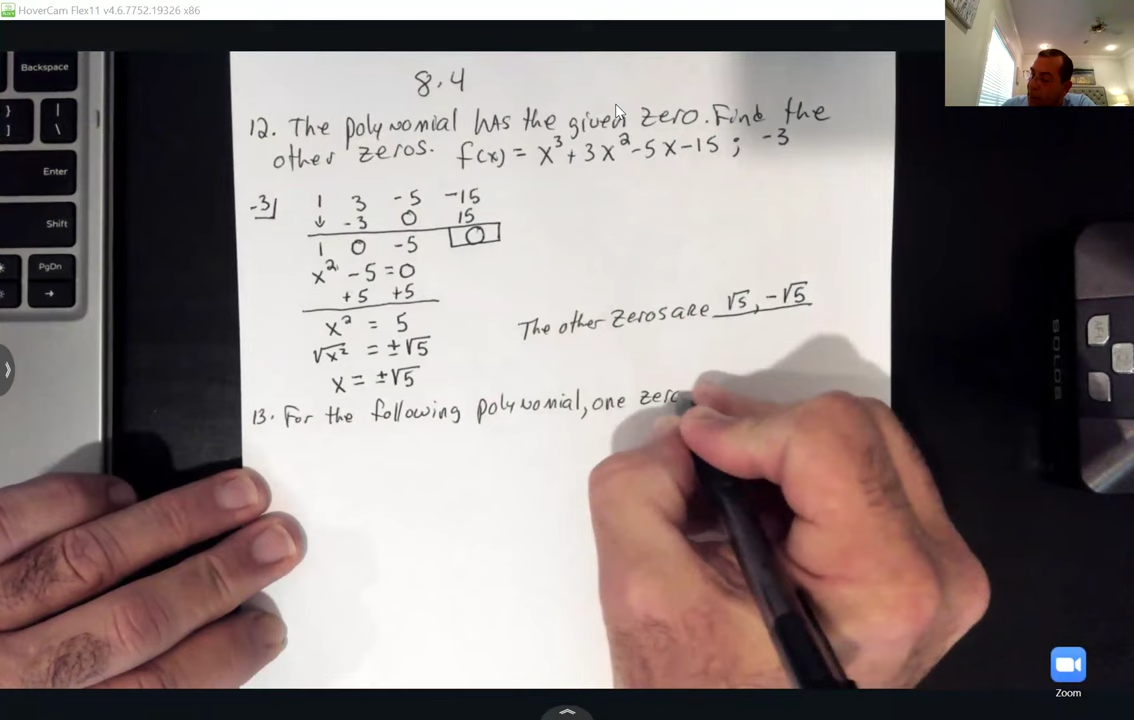 HoverCam Flex11 v4.6.7752.19326 x86
8.4
12. The polynomial has the given zero. Find the
other zeros. f(x) = x³ + 3x² - 5x - 15 ; -3
-3| 1 3 -5 -15
↓ -3 0 15
1 0 -5 0
x² - 5 = 0
+5 +5
x² = 5
√x² = ±√5
x = ±√5
The other zeros are √5, -√5
13. For the following polynomial, one zero
Backspace
}
]
|
\
Enter
Shift
PgDn
→
AF
Zoom